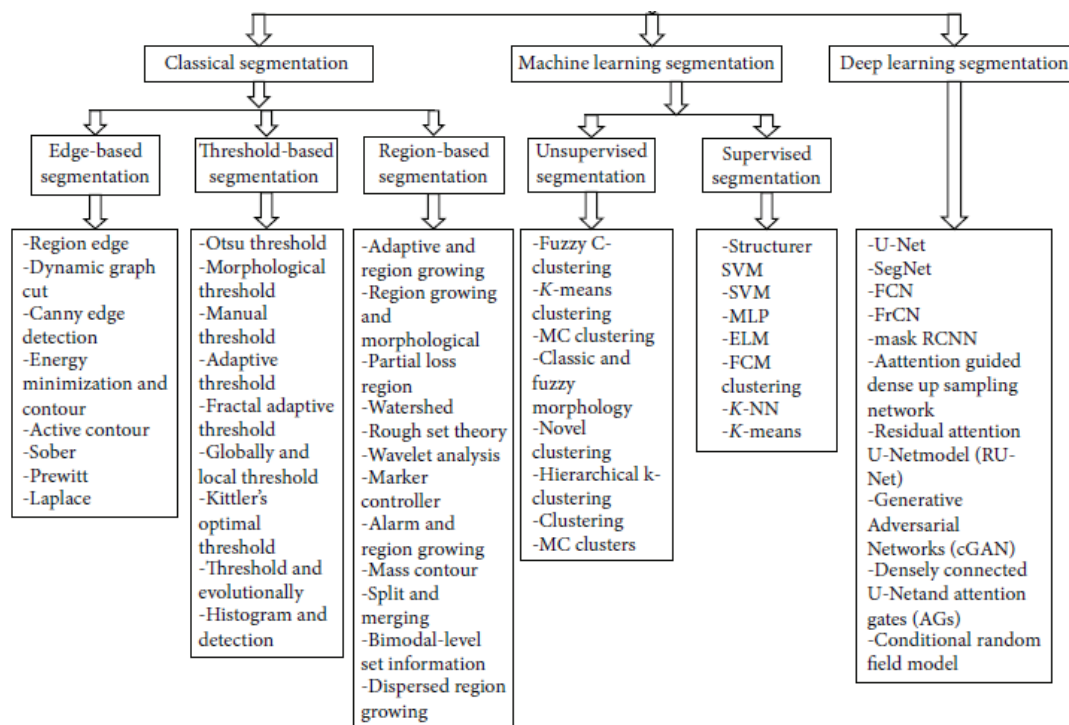 Classical segmentation
Machine learning segmentation
Deep learning segmentation
Edge-based
segmentation
Threshold-based
segmentation
Region-based
segmentation
Unsupervised
segmentation
Supervised
segmentation
-Region edge
-Dynamic graph
cut
-Canny edge
detection
-Energy
minimization and
contour
-Active contour
-Sober
-Prewitt
-Laplace
-Otsu threshold
-Morphological
threshold
-Manual
threshold
-Adaptive
threshold
-Fractal adaptive
threshold
-Globally and
local threshold
-Kittler's
optimal
threshold
-Threshold and
evolutionally
-Histogram and
detection
-Adaptive and
region growing
-Region growing
and
morphological
-Partial loss
region
-Watershed
-Rough set theory
-Wavelet analysis
-Marker
controller
-Alarm and
region growing
-Mass contour
-Split and
merging
-Bimodal-level
set information
-Dispersed region
growing
-Fuzzy C-
clustering
-K-means
clustering
-MC clustering
-Classic and
fuzzy
morphology
-Novel
clustering
-Hierarchical k-
clustering
-Clustering
-MC clusters
-Structurer
SVM
-SVM
-MLP
-ELM
-FCM
clustering
-K-NN
-K-means
-U-Net
-SegNet
-FCN
-FrCN
-mask RCNN
-Aattention guided
dense up sampling
network
-Residual attention
U-Netmodel (RU-
Net)
-Generative
Adversarial
Networks (cGAN)
-Densely connected
U-Netand attention
gates (AGs)
-Conditional random
field model